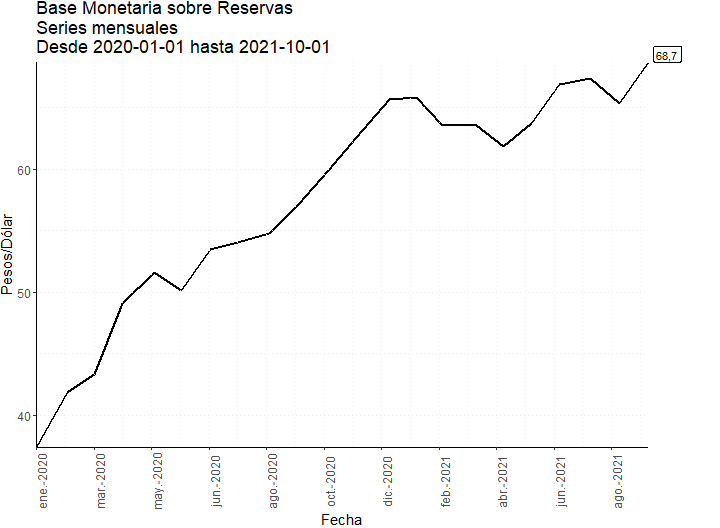 Base Monetaria sobre Reservas
Series mensuales
Desde 2020-01-01 hasta 2021-10-01
68,7
60
50
40
Pesos/Dólar
ene.-2020
mar.-2020
may.-2020
jun.-2020
ago.-2020
oct.-2020
dic.-2020
feb.-2021
abr.-2021
jun.-2021
ago.-2021
Fecha